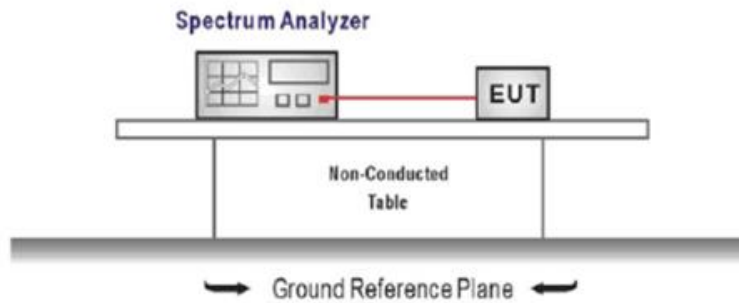 Spectrum Analyzer
EUT
Non-Conducted
Table
Ground Reference Plane